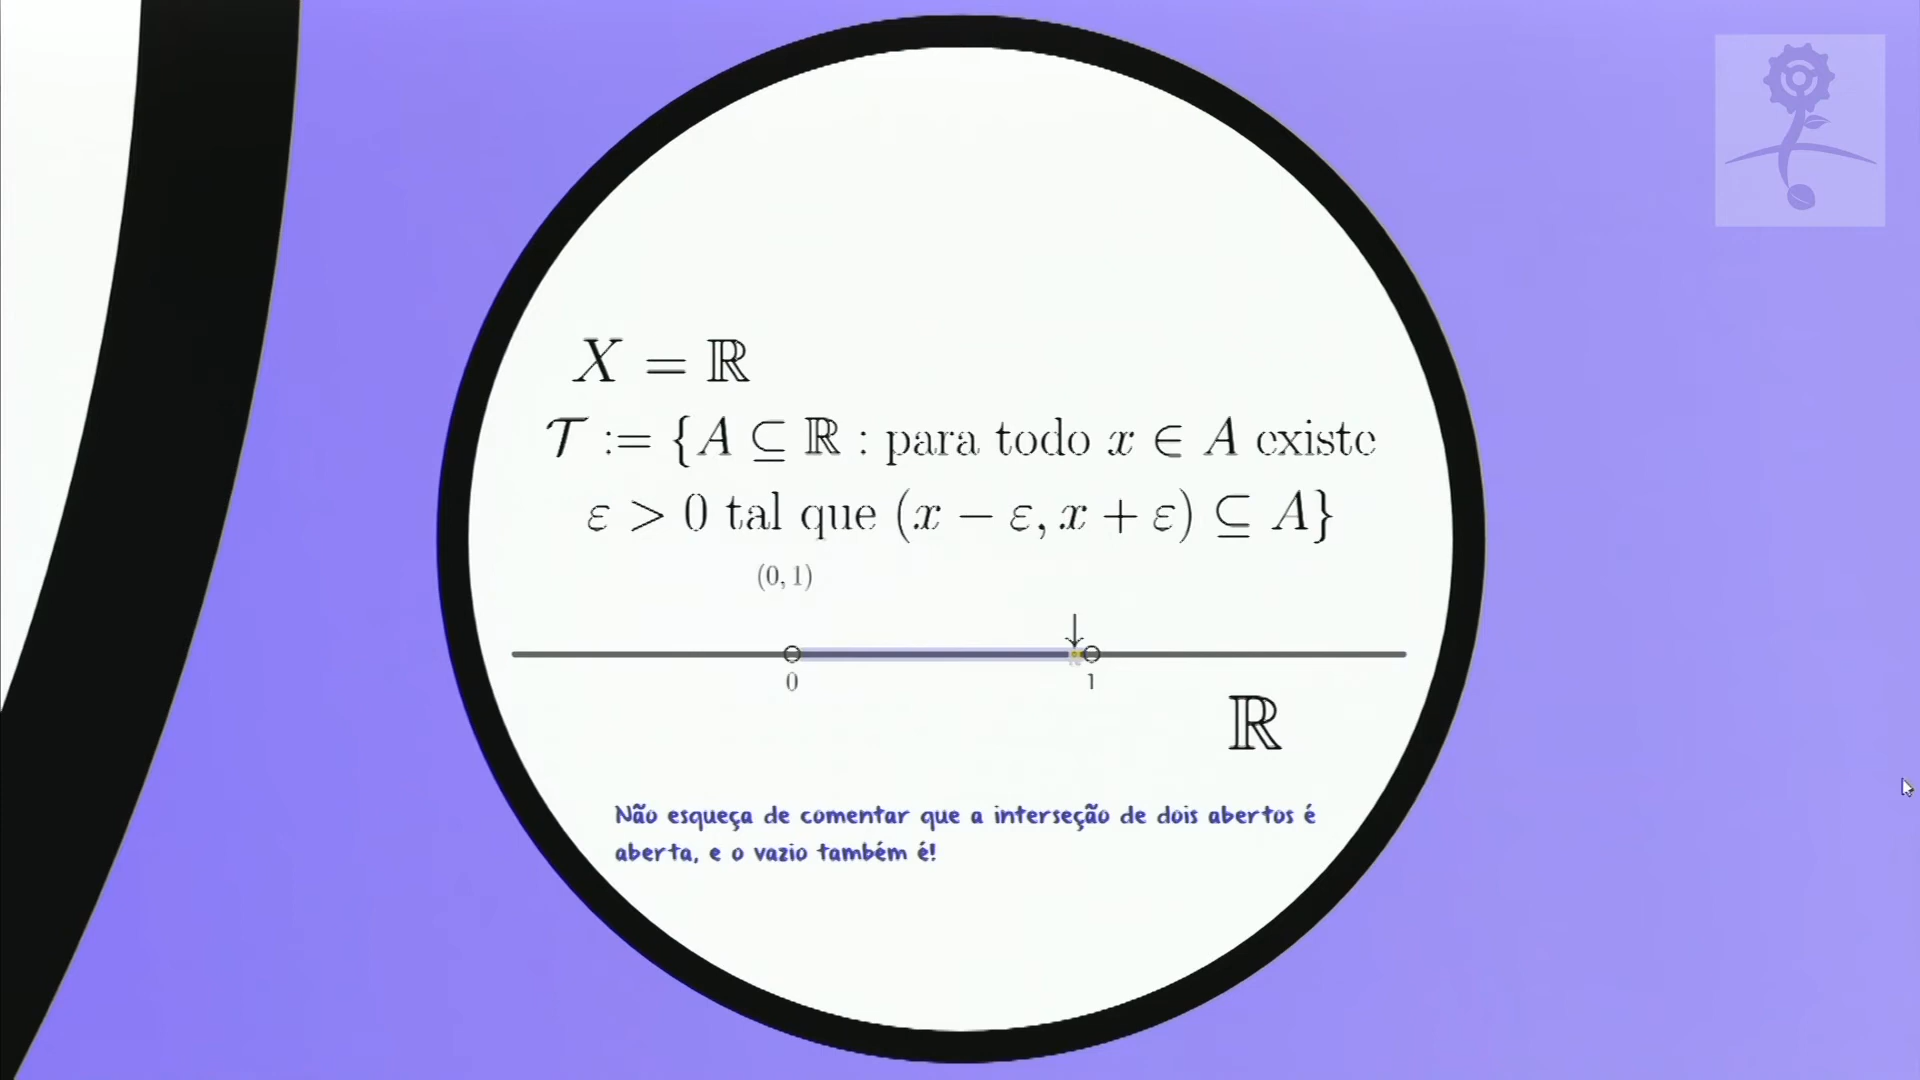 X = ℝ
𝒯 := {A ⊆ ℝ : para todo x ∈ A existe
ε > 0 tal que (x − ε, x + ε) ⊆ A}
(0, 1)
0 1
ℝ
Não esqueça de comentar que a interseção de dois abertos é
aberta, e o vazio também é!